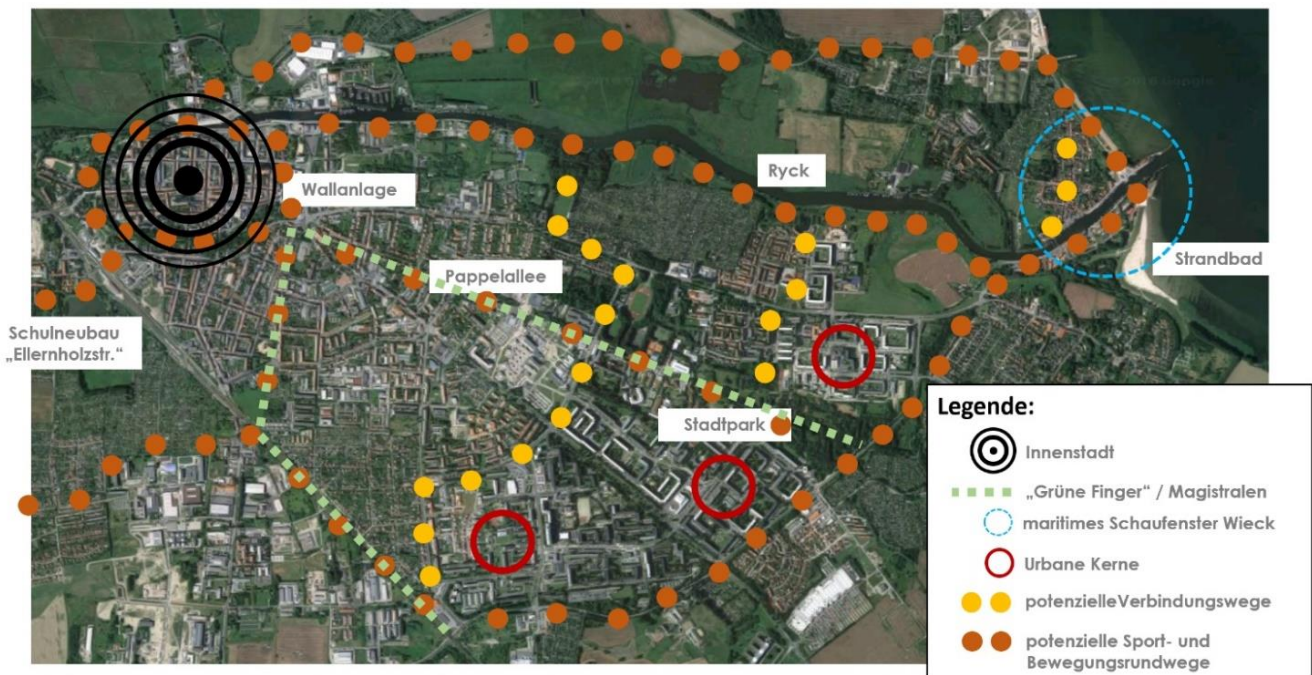 Wallanlage
Ryck
Strandbad
Pappelallee
Schulneubau
„Ellernholzstr.“
Stadtpark
Legende:
Innenstadt
„Grüne Finger“ / Magistralen
maritimes Schaufenster Wieck
Urbane Kerne
potenzielleVerbindungswege
potenzielle Sport- und
Bewegungsrundwege